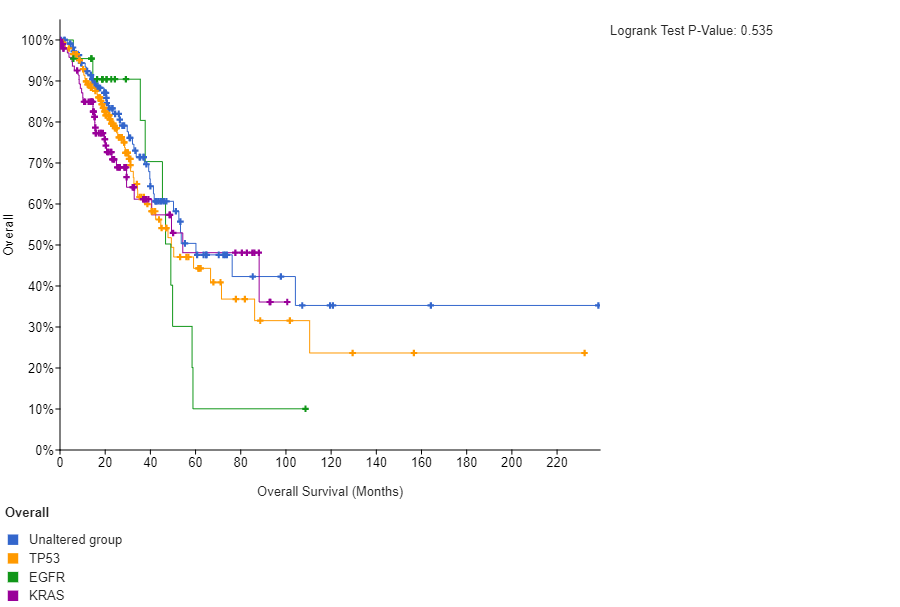 Logrank Test P-Value: 0.535
100%
90%
80%
70%
60%
50%
40%
30%
20%
10%
0%
Overall
0 20 40 60 80 100 120 140 160 180 200 220
Overall Survival (Months)
Overall
Unaltered group
TP53
EGFR
KRAS